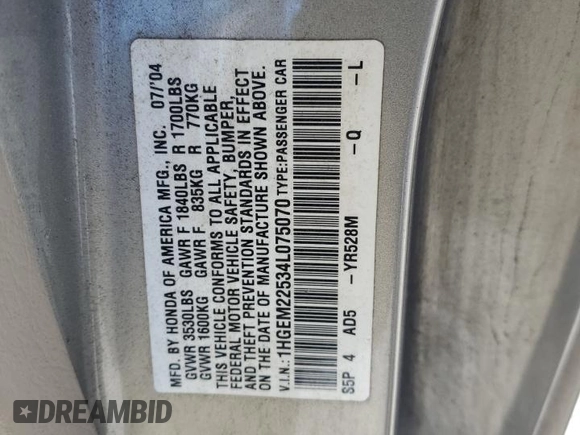 MFD. BY HONDA OF AMERICA MFG., INC. 07/'04
GVWR 3530LBS GAWR F 1840LBS R 1700LBS
GVWR 1600KG GAWR F 835KG R 770KG
THIS VEHICLE CONFORMS TO ALL APPLICABLE
FEDERAL MOTOR VEHICLE SAFETY, BUMPER,
AND THEFT PREVENTION STANDARDS IN EFFECT
ON THE DATE OF MANUFACTURE SHOWN ABOVE.
V.I.N.: 1HGEM22534L075070 TYPE:PASSENGER CAR
S5P 4 AD5 -YR528M -Q -L
DREAMBID